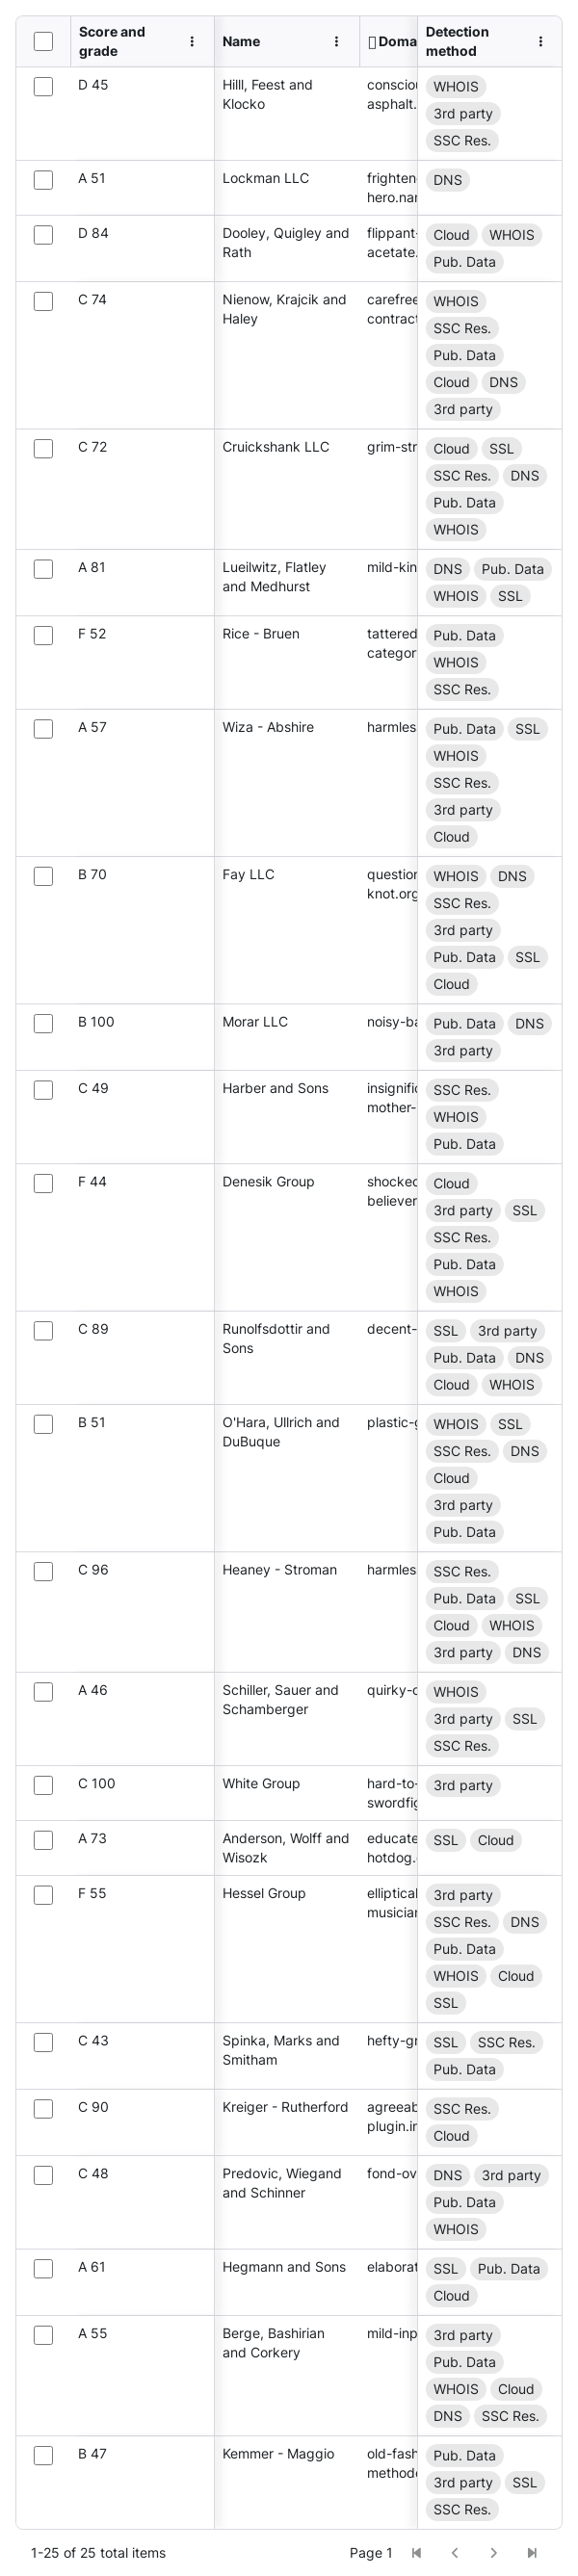 Score and grade Name Doma Detection method
D 45 Hilll, Feest and Klocko asphalt. WHOIS
3rd party
SSC Res.
A 51 Lockman LLC DNS
D 84 Dooley, Quigley and Rath acetate. Cloud WHOIS
Pub. Data
C 74 Nienow, Krajcik and Haley carefree contract WHOIS
SSC Res.
Pub. Data
Cloud DNS
3rd party
C 72 Cruickshank LLC grim-str Cloud SSL
SSC Res. DNS
Pub. Data
WHOIS
A 81 Lueilwitz, Flatley and Medhurst mild-kin DNS Pub. Data
WHOIS SSL
F 52 Rice - Bruen tattered categor Pub. Data
WHOIS
SSC Res.
A 57 Wiza - Abshire harmles Pub. Data SSL
WHOIS
SSC Res.
3rd party
Cloud
B 70 Fay LLC question knot.org WHOIS DNS
SSC Res.
3rd party
Pub. Data SSL
Cloud
B 100 Morar LLC noisy-ba Pub. Data DNS
3rd party
C 49 Harber and Sons insignific mother- SSC Res.
WHOIS
Pub. Data
F 44 Denesik Group shocked believer Cloud
3rd party SSL
SSC Res.
Pub. Data
WHOIS
C 89 Runolfsdottir and Sons decent- SSL 3rd party
Pub. Data DNS
Cloud WHOIS
B 51 O'Hara, Ullrich and DuBuque plastic-g WHOIS SSL
SSC Res. DNS
Cloud
3rd party
Pub. Data
C 96 Heaney - Stroman harmles SSC Res.
Pub. Data SSL
Cloud WHOIS
3rd party DNS
A 46 Schiller, Sauer and Schamberger quirky-c WHOIS
3rd party SSL
SSC Res.
C 100 White Group hard-to- swordfig 3rd party
A 73 Anderson, Wolff and Wisozk educate hotdog. SSL Cloud
F 55 Hessel Group elliptical musician 3rd party
SSC Res. DNS
Pub. Data
WHOIS Cloud
SSL
C 43 Spinka, Marks and Smitham hefty-gr SSL SSC Res.
Pub. Data
C 90 Kreiger - Rutherford agreeab plugin.in SSC Res.
Cloud
C 48 Predovic, Wiegand and Schinner fond-ov DNS 3rd party
Pub. Data
WHOIS
A 61 Hegmann and Sons elaborat SSL Pub. Data
Cloud
A 55 Berge, Bashirian and Corkery mild-inp 3rd party
Pub. Data
WHOIS Cloud
DNS SSC Res.
B 47 Kemmer - Maggio old-fash Pub. Data
3rd party SSL
SSC Res.
1-25 of 25 total items Page 1